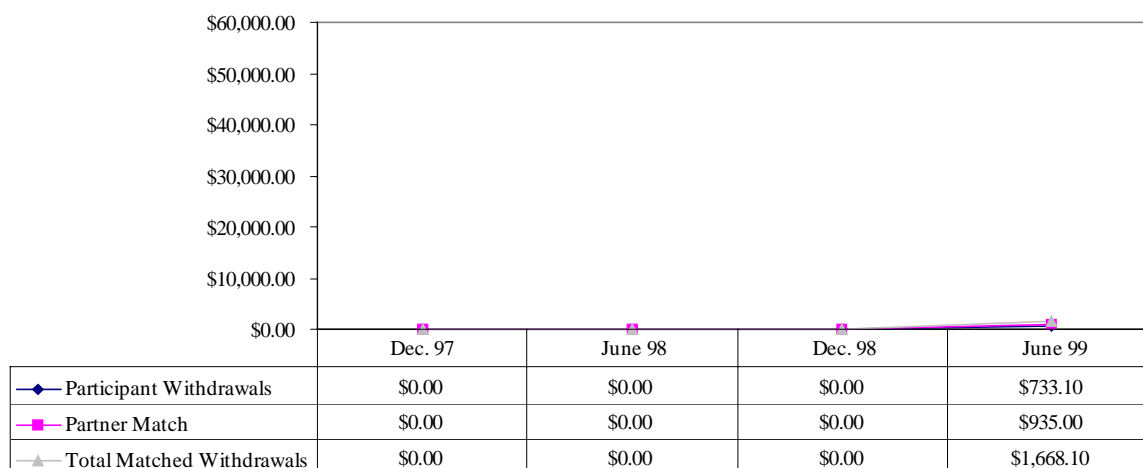 $60,000.00
$50,000.00
$40,000.00
$30,000.00
$20,000.00
$10,000.00
$0.00
Dec. 97 June 98 Dec. 98 June 99
Participant Withdrawals $0.00 $0.00 $0.00 $733.10
Partner Match $0.00 $0.00 $0.00 $935.00
Total Matched Withdrawals $0.00 $0.00 $0.00 $1,668.10